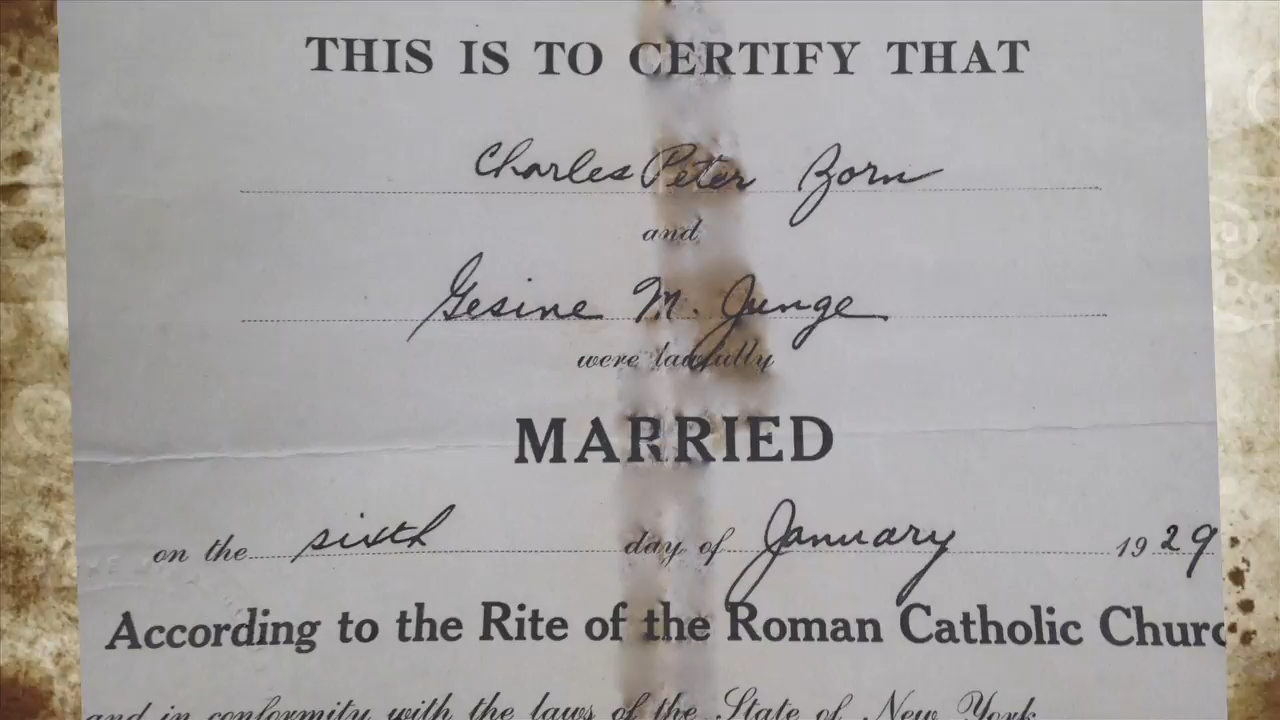 THIS IS TO CERTIFY THAT
Charles Peter Born
and
Gesine M. Junge
were lawfully
MARRIED
on the sixth day of January 1929
According to the Rite of the Roman Catholic Churc
and in conformity with the laws of the State of New York